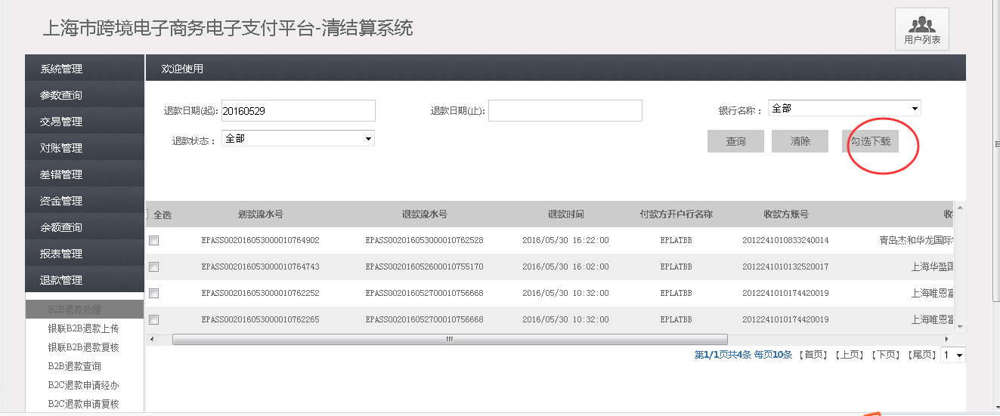 上海市跨境电子商务电子支付平台-清结算系统
用户列表
系统管理
参数查询
交易管理
对账管理
差错管理
资金管理
余额查询
报表管理
退款管理
B2B退款处理
银联B2B退款上传
银联B2B退款复核
B2B退款查询
B2C退款申请经办
B2C退款申请复核
欢迎使用
退款日期(起): 20160529 退款日期(止): 银行名称： 全部
退款状态： 全部 查询 清除 勾选下载
全选 划款流水号 退款流水号 退款时间 付款方开户行名称 收款方账号 收
EPASS002016053000010764902 EPASS002016053000010762528 2016/05/30 16:22:00 EPLATBB 2012241010833240014 青岛杰和华龙国际
EPASS002016053000010764743 EPASS002016052600010755170 2016/05/30 16:02:00 EPLATBB 2012241010132520017 上海华盈国
EPASS002016053000010762252 EPASS002016052700010756668 2016/05/30 10:32:00 EPLATBB 2012241010174420019 上海唯恩富
EPASS002016053000010762265 EPASS002016052700010756668 2016/05/30 10:32:00 EPLATBB 2012241010174420019 上海唯恩富
第1/1页共4条 每页10条 【首页】 【上页】 【下页】 【尾页】 1